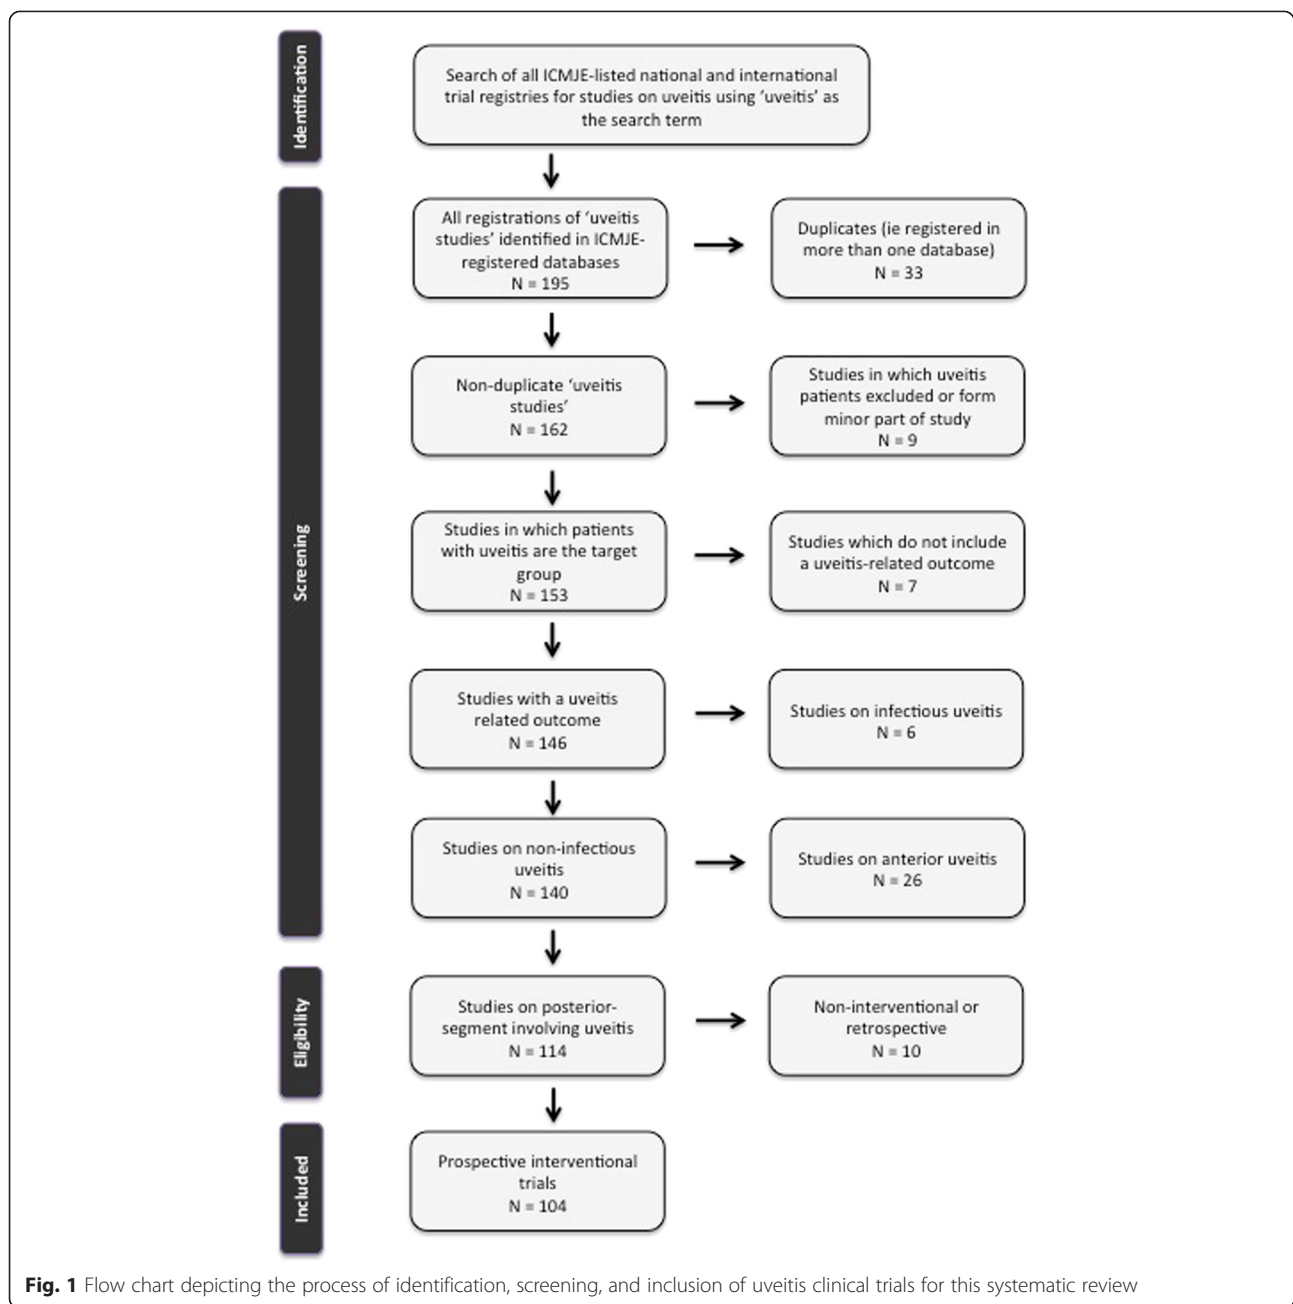 Identification
Search of all ICMJE-listed national and international
trial registries for studies on uveitis using ‘uveitis’ as
the search term
Screening
All registrations of ‘uveitis
studies’ identified in ICMJE-
registered databases
N = 195
Duplicates (ie registered in
more than one database)
N = 33
Non-duplicate ‘uveitis
studies’
N = 162
Studies in which uveitis
patients excluded or form
minor part of study
N = 9
Studies in which patients
with uveitis are the target
group
N = 153
Studies which do not include
a uveitis-related outcome
N = 7
Studies with a uveitis
related outcome
N = 146
Studies on infectious uveitis
N = 6
Studies on non-infectious
uveitis
N = 140
Studies on anterior uveitis
N = 26
Eligibility
Studies on posterior-
segment involving uveitis
N = 114
Non-interventional or
retrospective
N = 10
Included
Prospective interventional
trials
N = 104
Fig. 1 Flow chart depicting the process of identification, screening, and inclusion of uveitis clinical trials for this systematic review